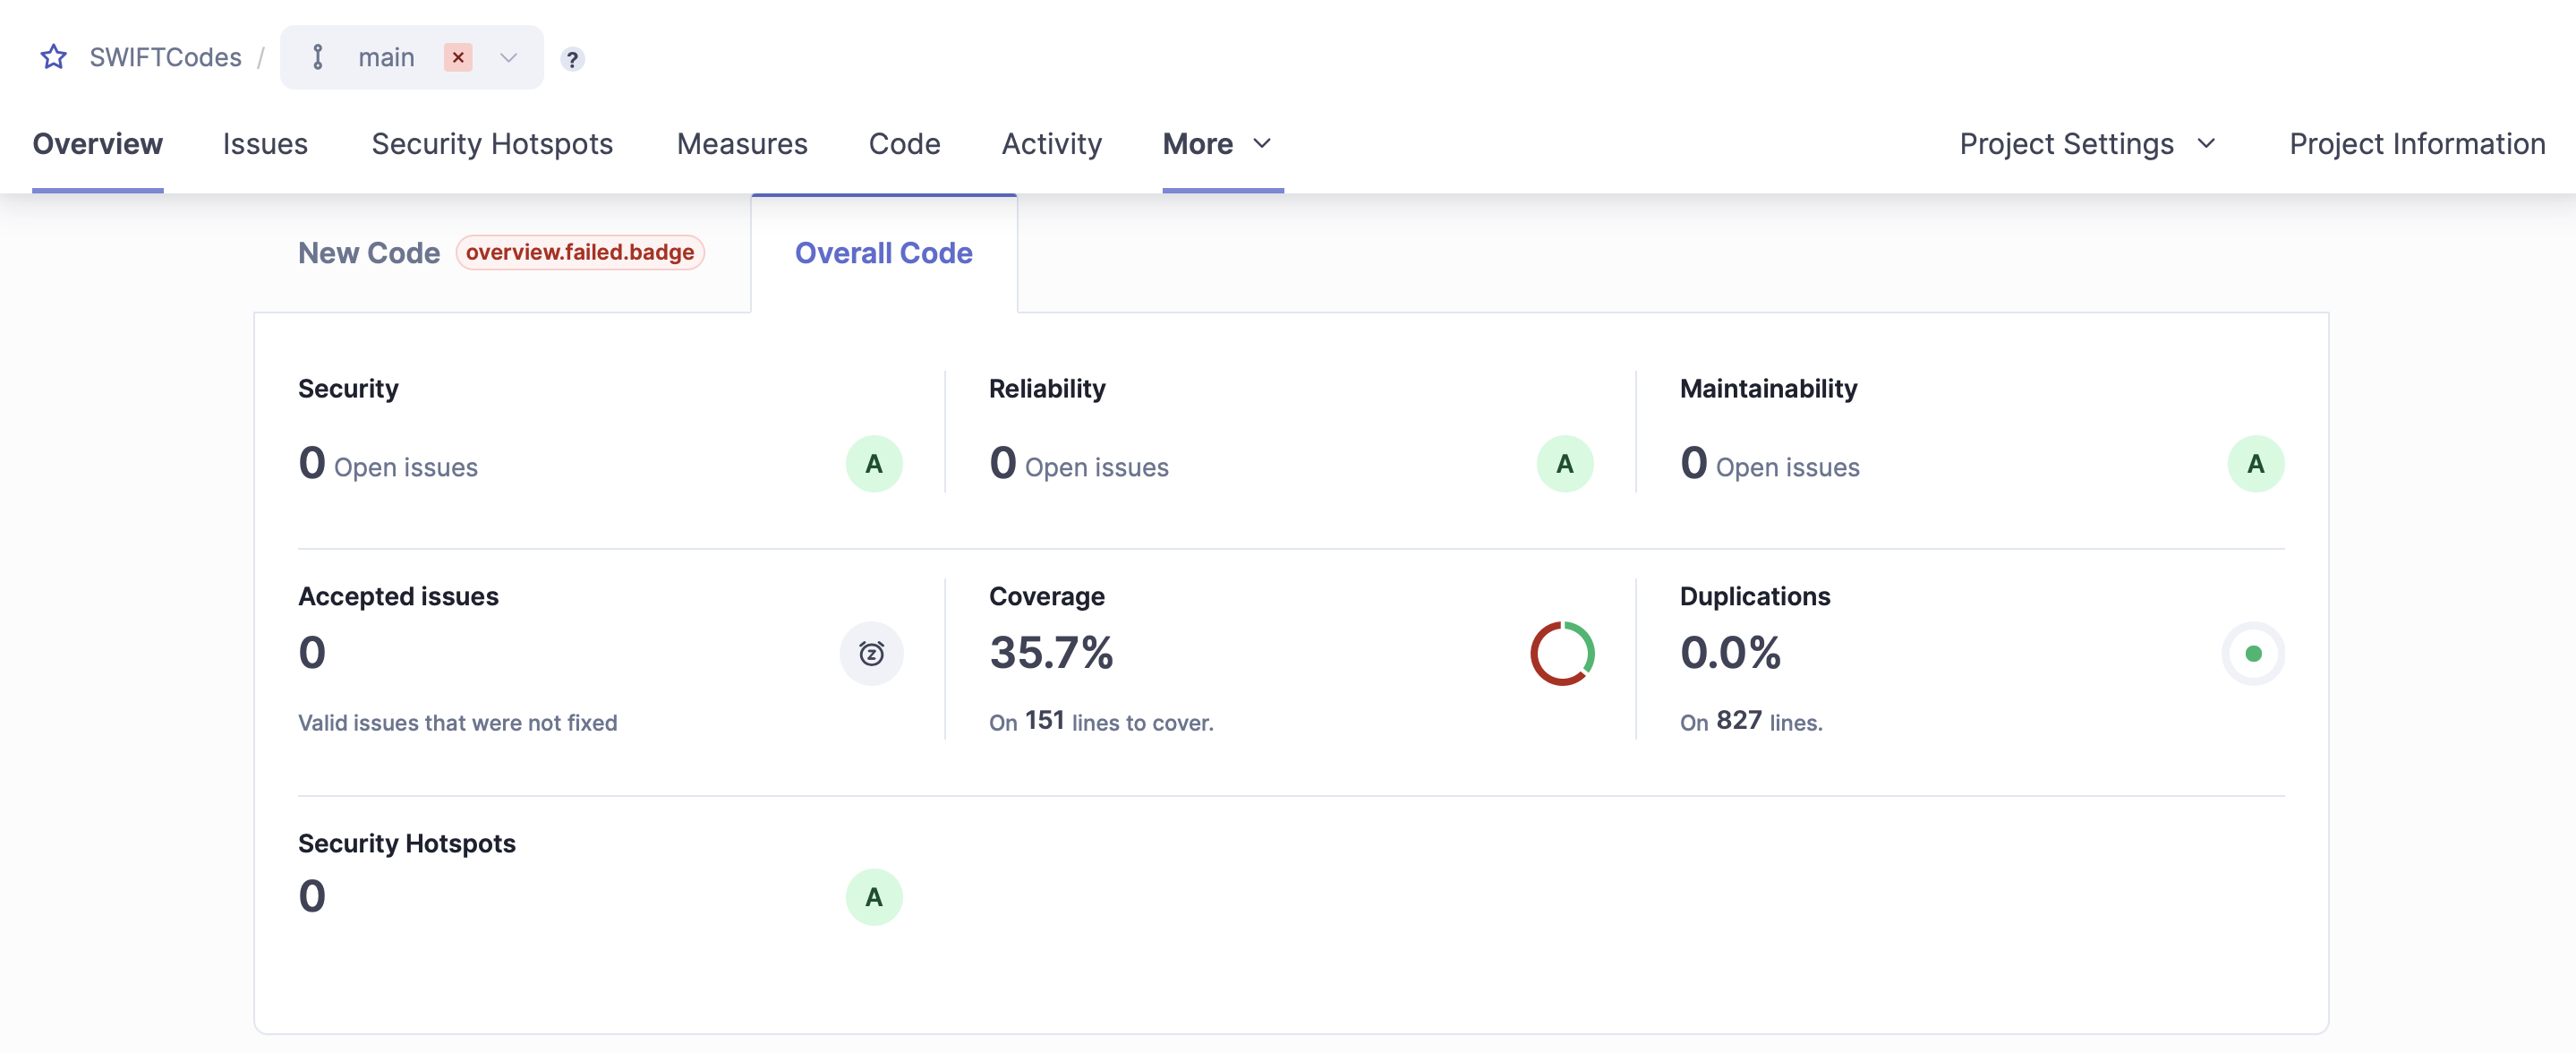 SWIFTCodes / main ?
Overview Issues Security Hotspots Measures Code Activity More Project Settings Project Information
New Code overview.failed.badge Overall Code
Security Reliability Maintainability
0 Open issues A 0 Open issues A 0 Open issues A
Accepted issues Coverage Duplications
0 35.7% 0.0%
Valid issues that were not fixed On 151 lines to cover. On 827 lines.
Security Hotspots
0 A